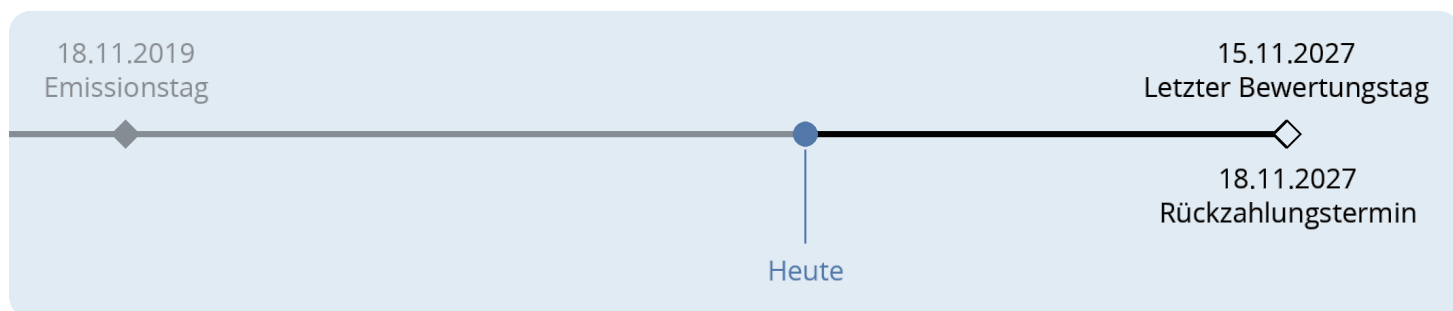 18.11.2019
Emissionstag
15.11.2027
Letzter Bewertungstag
18.11.2027
Rückzahlungstermin
Heute